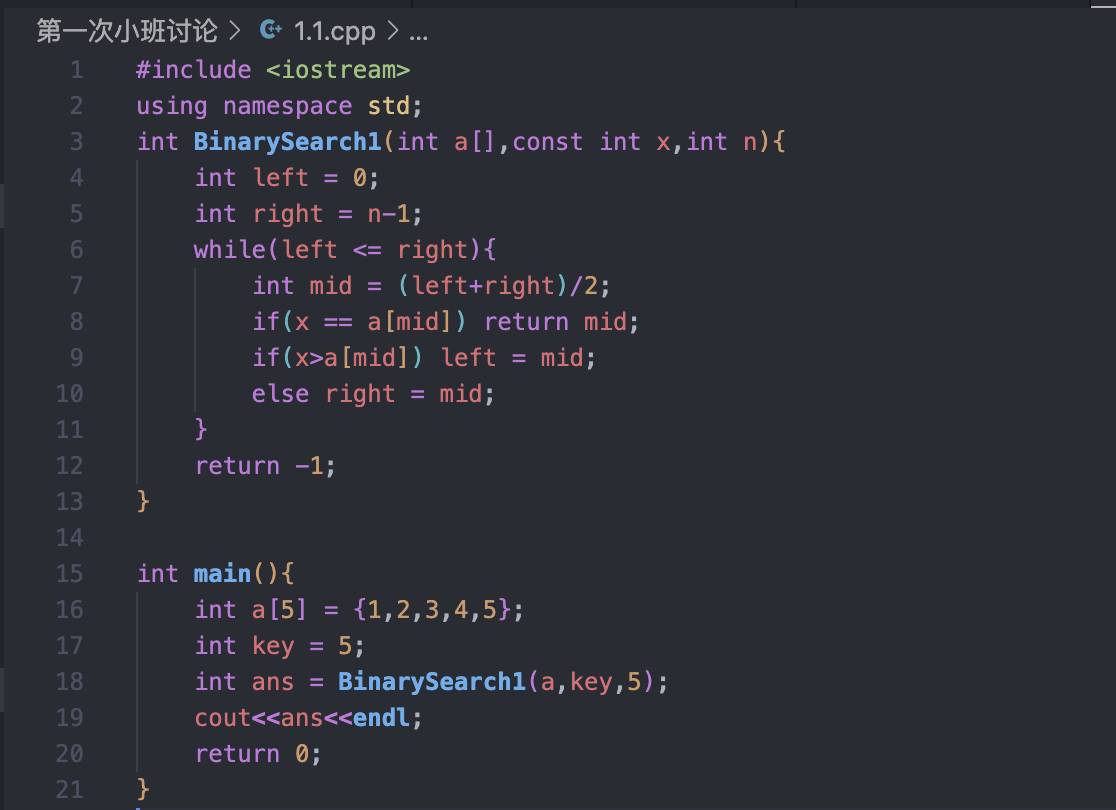 第一次小班讨论 > C++ 1.1.cpp > ...
1 #include <iostream>
2 using namespace std;
3 int BinarySearch1(int a[],const int x,int n){
4     int left = 0;
5     int right = n-1;
6     while(left <= right){
7         int mid = (left+right)/2;
8         if(x == a[mid]) return mid;
9         if(x>a[mid]) left = mid;
10         else right = mid;
11     }
12     return -1;
13 }
14
15 int main(){
16     int a[5] = {1,2,3,4,5};
17     int key = 5;
18     int ans = BinarySearch1(a,key,5);
19     cout<<ans<<endl;
20     return 0;
21 }